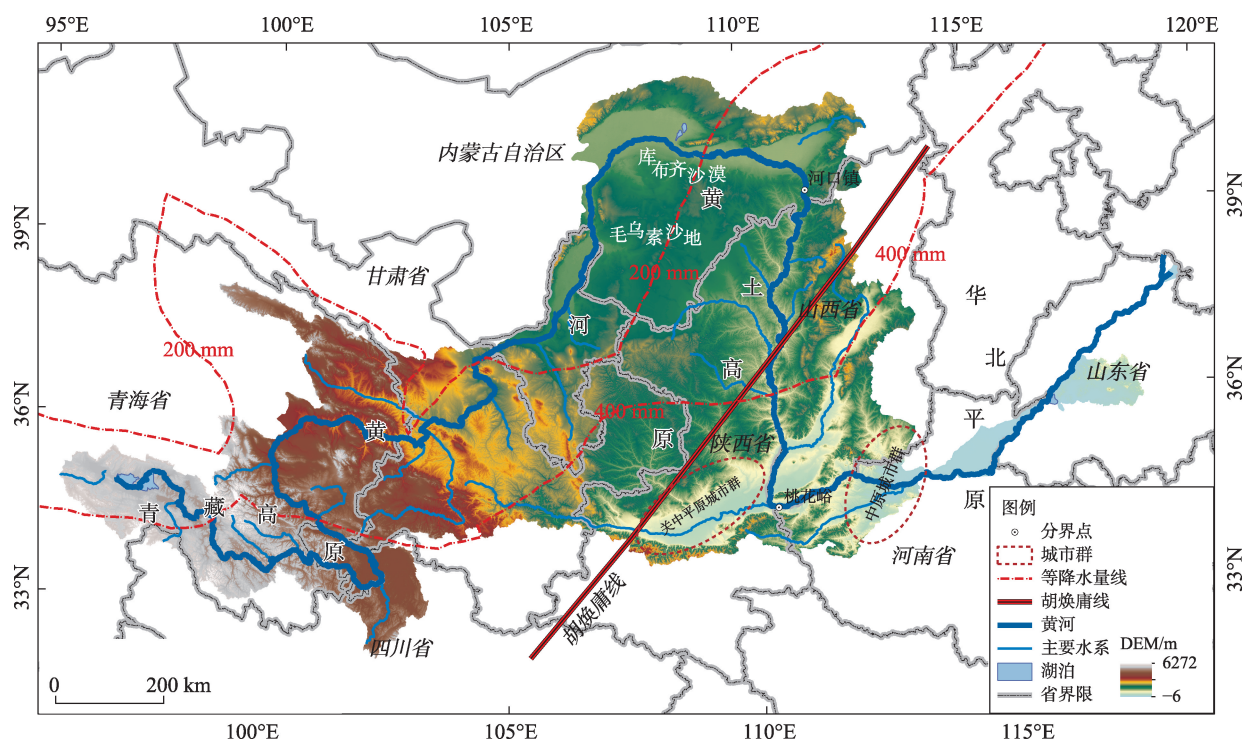 95°E
100°E
105°E
110°E
115°E
120°E
39°N
36°N
33°N
39°N
36°N
33°N
内蒙古自治区
库布齐沙漠
河口镇
毛乌素沙地
甘肃省
200 mm
400 mm
山西省
200 mm
青海省
400 mm
陕西省
山东省
黄土高原
黄河
青藏高原
华北平原
关中平原城市群
桃花峪
中原城市群
河南省
四川省
胡焕庸线
0
200 km
图例
分界点
城市群
等降水量线
胡焕庸线
黄河
主要水系
湖泊
省界限
DEM/m
6272
-6
100°E
105°E
110°E
115°E